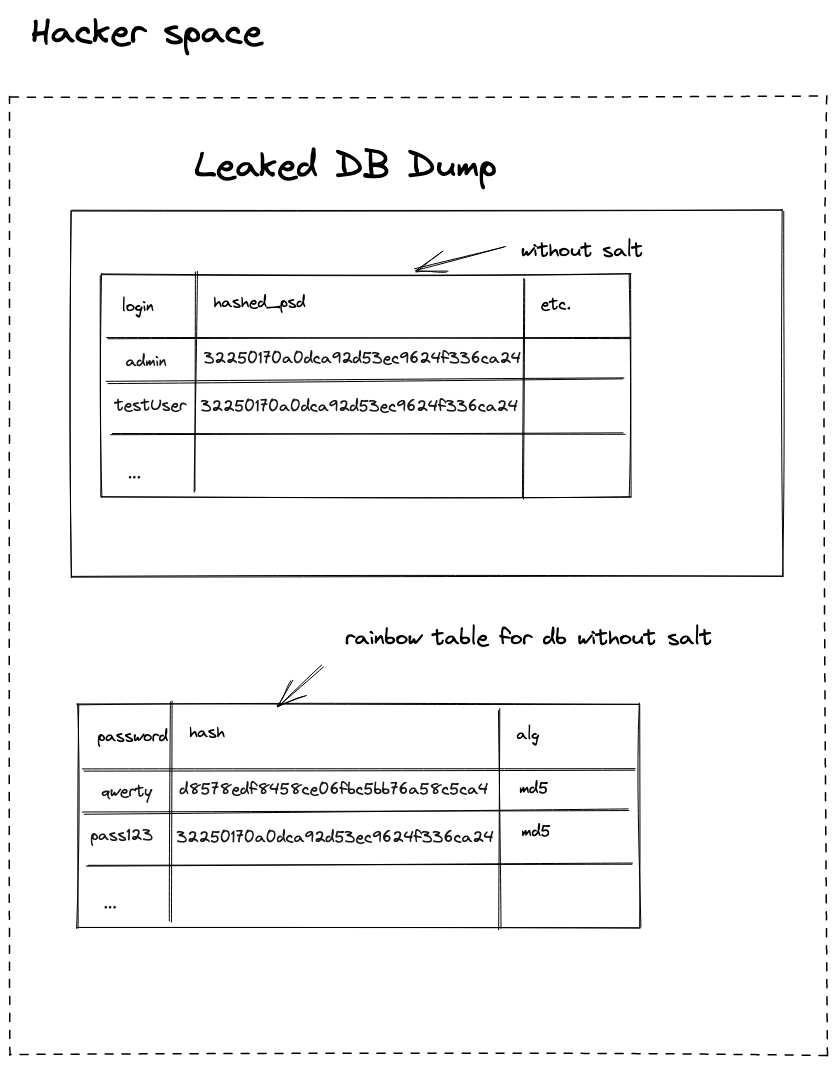 Hacker space
Leaked DB Dump
without salt
login hashed_psd etc.
admin 32250170a0dca92d53ec9624f336ca24
testUser 32250170a0dca92d53ec9624f336ca24
...
rainbow table for db without salt
password hash alg
qwerty d8578edf8458ce06fbc5bb76a58c5ca4 md5
pass123 32250170a0dca92d53ec9624f336ca24 md5
...